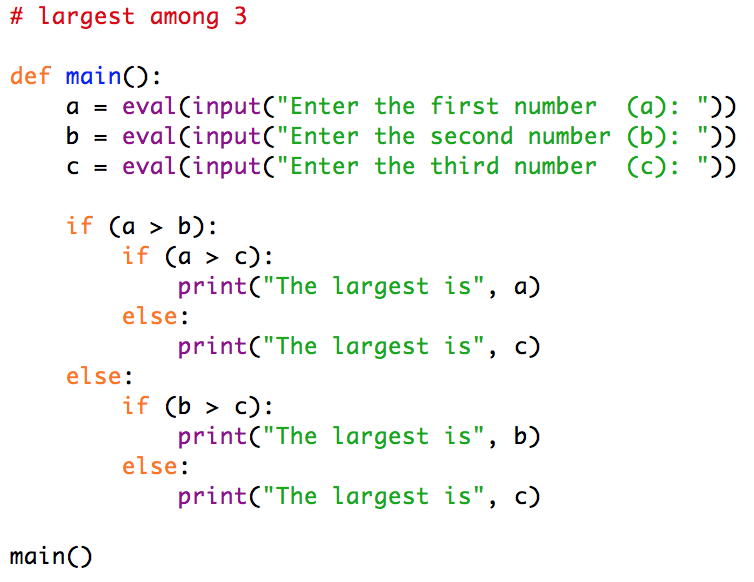 # largest among 3
def main():
    a = eval(input("Enter the first number  (a): "))
    b = eval(input("Enter the second number (b): "))
    c = eval(input("Enter the third number  (c): "))
    if (a > b):
        if (a > c):
            print("The largest is", a)
        else:
            print("The largest is", c)
    else:
        if (b > c):
            print("The largest is", b)
        else:
            print("The largest is", c)
main()